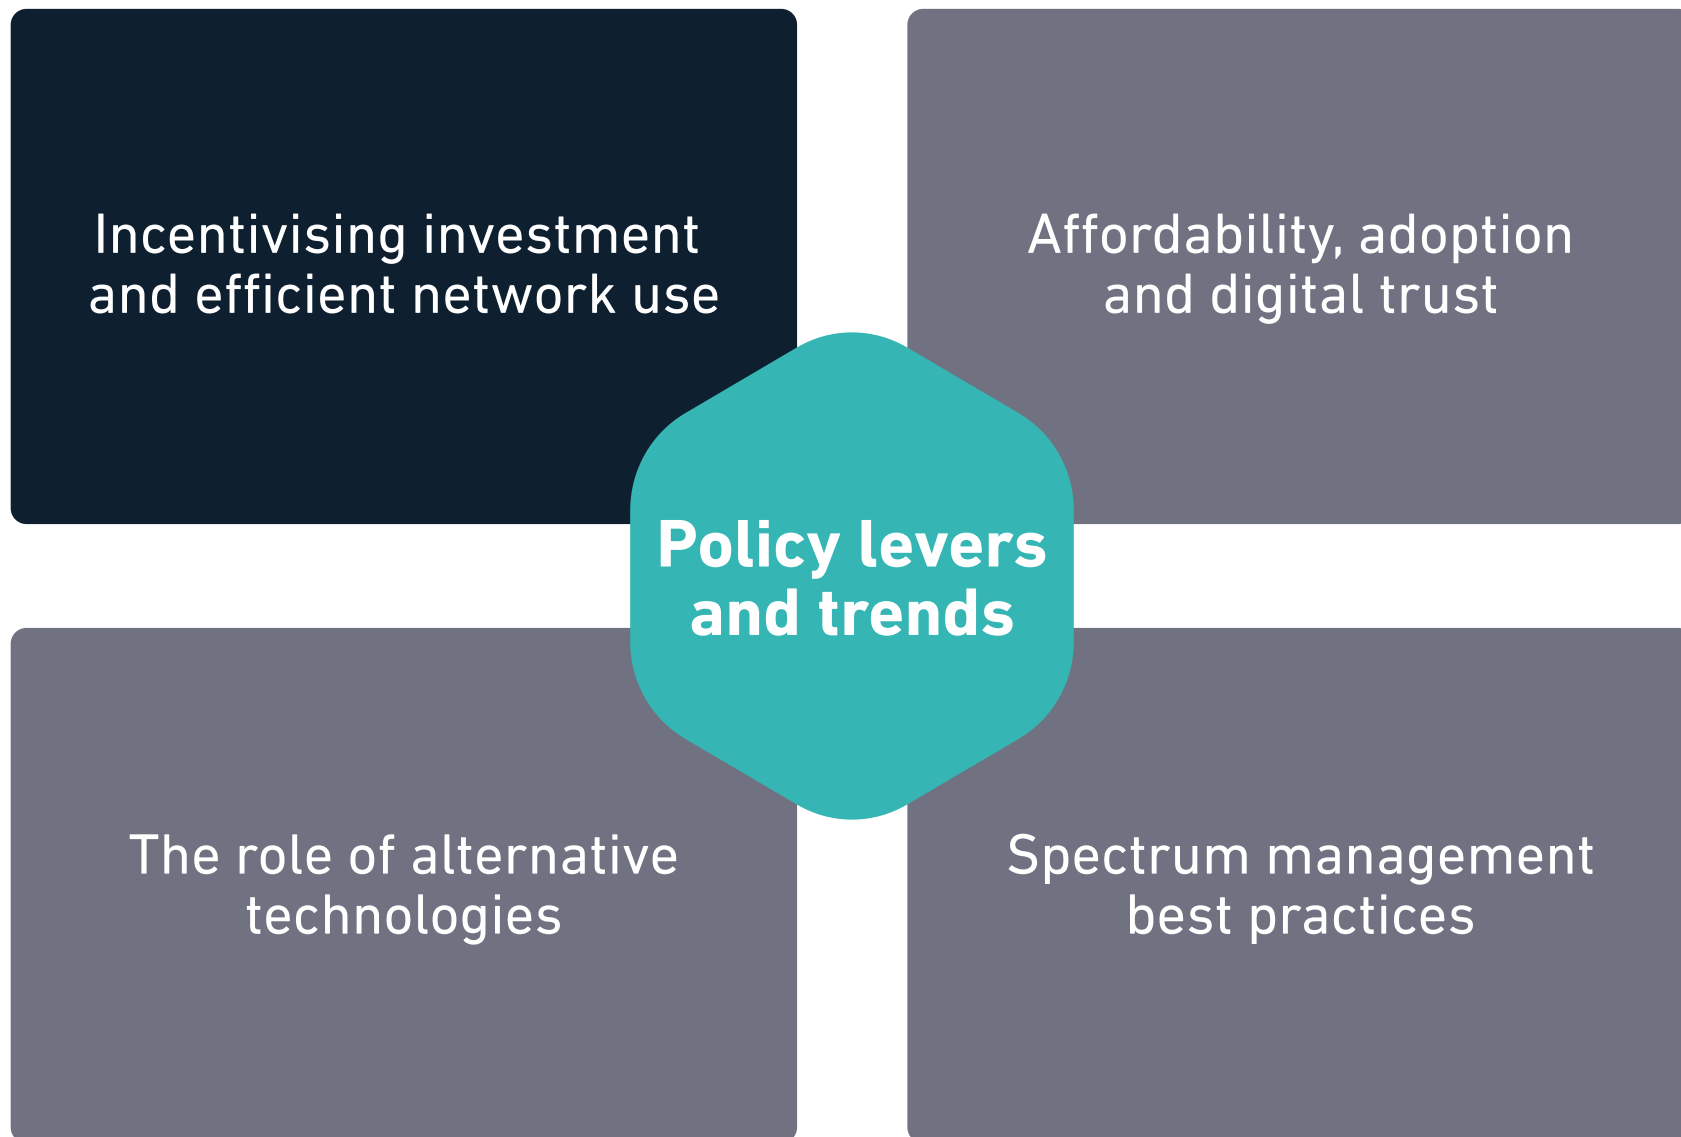 Incentivising investment
and efficient network use
Affordability, adoption
and digital trust
Policy levers
and trends
The role of alternative
technologies
Spectrum management
best practices